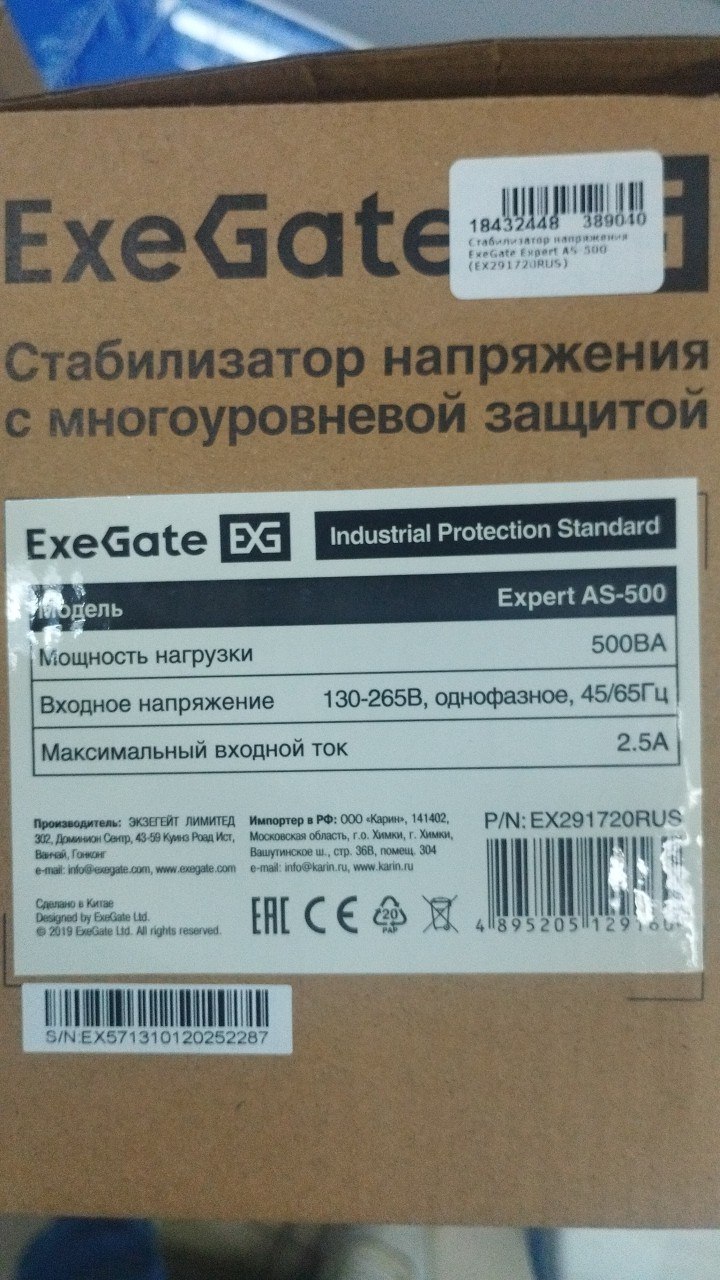 ExeGate
18432448 389040
Стабилизатор напряжения
ExeGate Expert AS-500
(EX291720RUS)
Стабилизатор напряжения
с многоуровневой защитой
ExeGate EXG Industrial Protection Standard
Модель Expert AS-500
Мощность нагрузки 500ВА
Входное напряжение 130-265В, однофазное, 45/65Гц
Максимальный входной ток 2.5А
Производитель: ЭКЗЕГЕЙТ ЛИМИТЕД
302, Доминион Сентр, 43-59 Куинз Роад Ист,
Ванчай, Гонконг
e-mail: info@exegate.com, www.exegate.com
Импортер в РФ: ООО «Карин», 141402,
Московская область, г.о. Химки, г. Химки,
Вашутинское ш., стр. 36В, помещ. 304
e-mail: info@karin.ru, www.karin.ru
P/N: EX291720RUS
Сделано в Китае
Designed by ExeGate Ltd.
© 2019 ExeGate Ltd. All rights reserved.
EAC CE 20 PAP
S/N:EX571310120252287